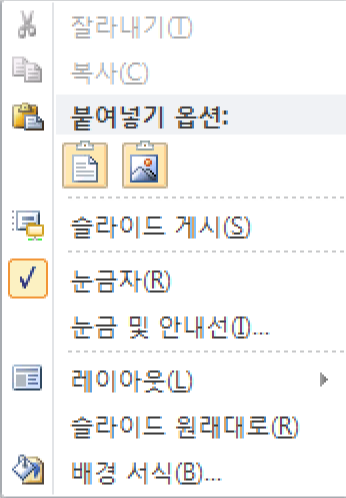 잘라내기(T)
복사(C)
붙여넣기 옵션:
슬라이드 게시(S)
눈금자(R)
눈금 및 안내선(I)...
레이아웃(L)
슬라이드 원래대로(R)
배경 서식(B)...